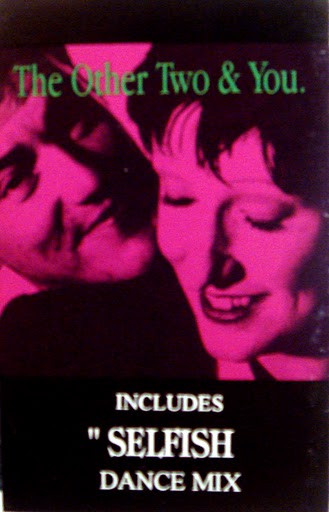 The Other Two & You.
INCLUDES
" SELFISH
DANCE MIX